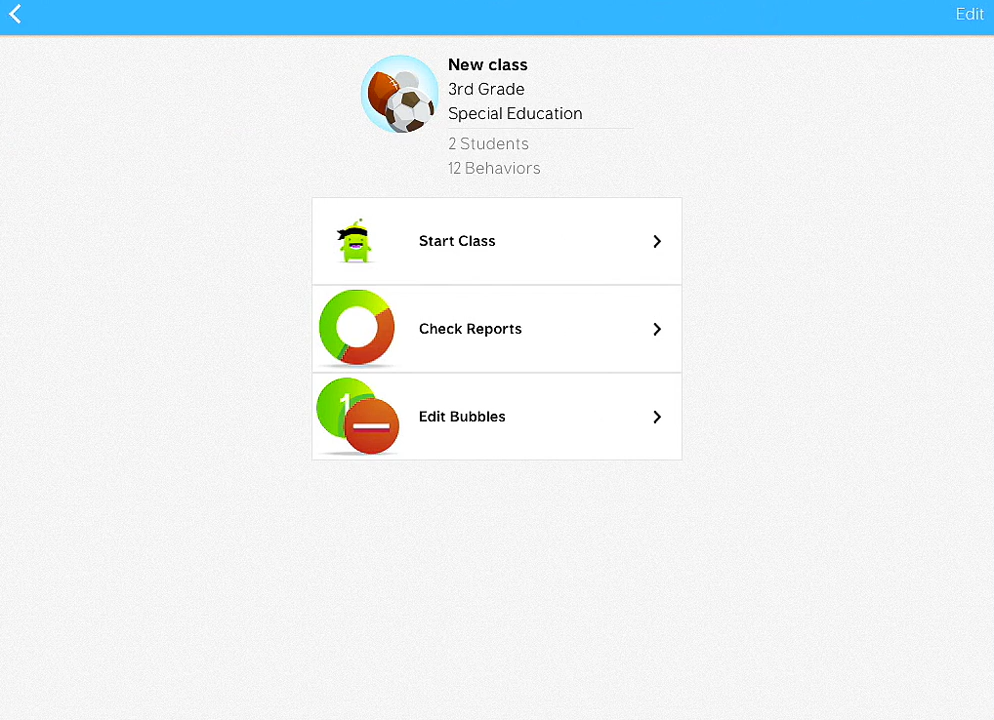 Edit
New class
3rd Grade
Special Education
2 Students
12 Behaviors
Start Class
Check Reports
1
Edit Bubbles